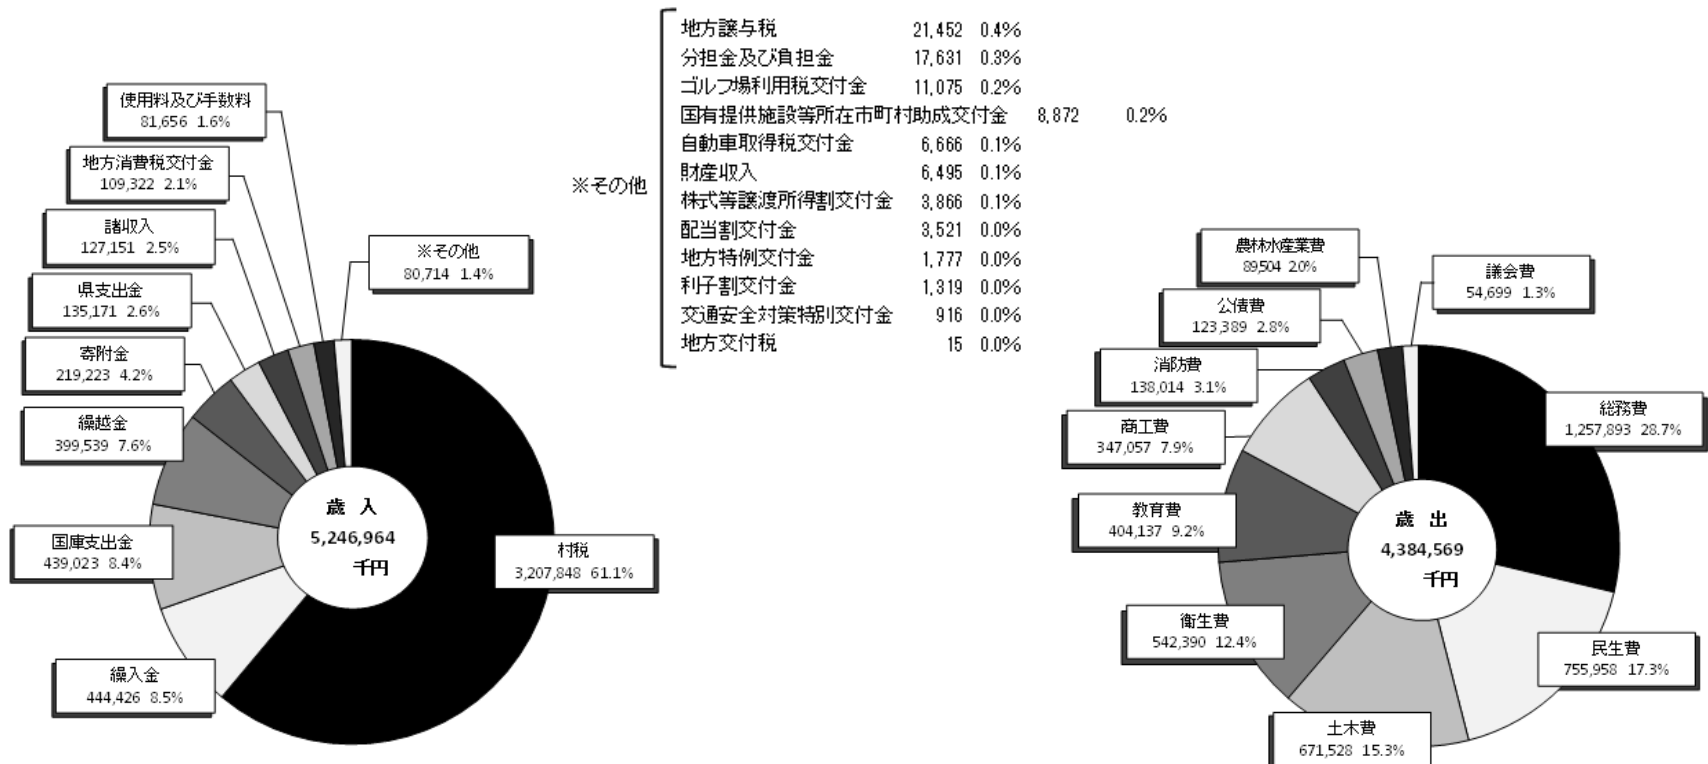 地方譲与税 21,452 0.4%
分担金及び負担金 17,631 0.3%
ゴルフ場利用税交付金 11,075 0.2%
国有提供施設等所在市町村助成交付金 8,872 0.2%
自動車取得税交付金 6,666 0.1%
財産収入 6,495 0.1%
株式等譲渡所得割交付金 3,866 0.1%
配当割交付金 3,521 0.0%
地方特例交付金 1,777 0.0%
利子割交付金 1,319 0.0%
交通安全対策特別交付金 916 0.0%
地方交付税 15 0.0%
※その他
使用料及び手数料
81,656 1.6%
地方消費税交付金
109,322 2.1%
諸収入
127,151 2.5%
県支出金
135,171 2.6%
寄附金
219,223 4.2%
繰越金
399,539 7.6%
国庫支出金
439,023 8.4%
繰入金
444,426 8.5%
※その他
80,714 1.4%
村税
3,207,848 61.1%
歳 入
5,246,964
千円
農林水産業費
89504 2.0%
公債費
123,389 2.8%
消防費
138,014 3.1%
商工費
347,057 7.9%
教育費
404,137 9.2%
衛生費
542,390 12.4%
土木費
671,528 15.3%
議会費
54,699 1.3%
総務費
1,257,893 28.7%
民生費
755,958 17.3%
歳 出
4,384,569
千円